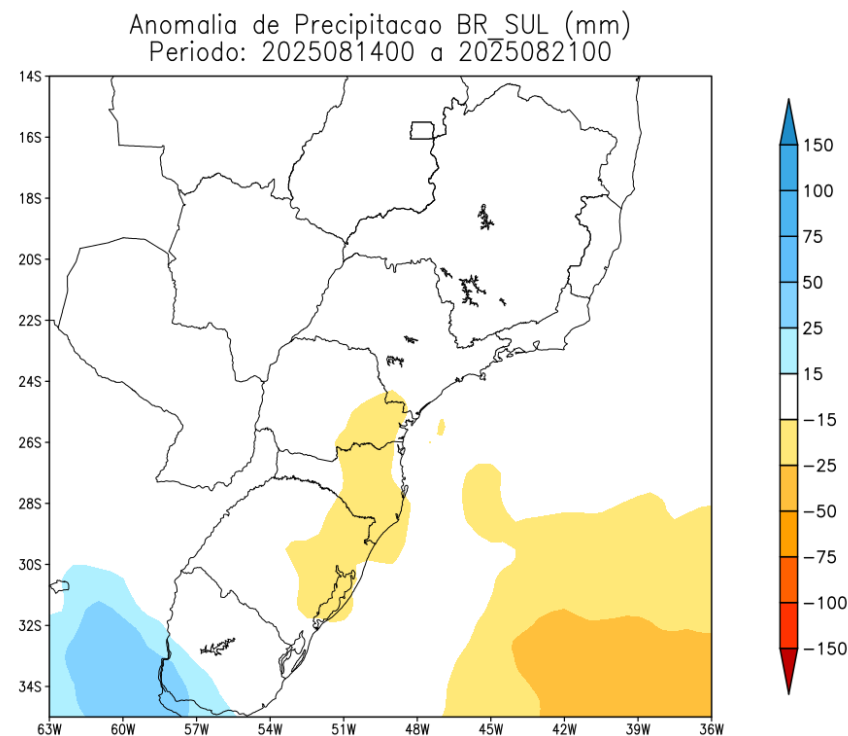 Anomalia de Precipitacao BR_SUL (mm)
Periodo: 2025081400 a 2025082100
14S
16S
18S
20S
22S
24S
26S
28S
30S
32S
34S
63W 60W 57W 54W 51W 48W 45W 42W 39W 36W
150
100
75
50
25
15
-15
-25
-50
-75
-100
-150